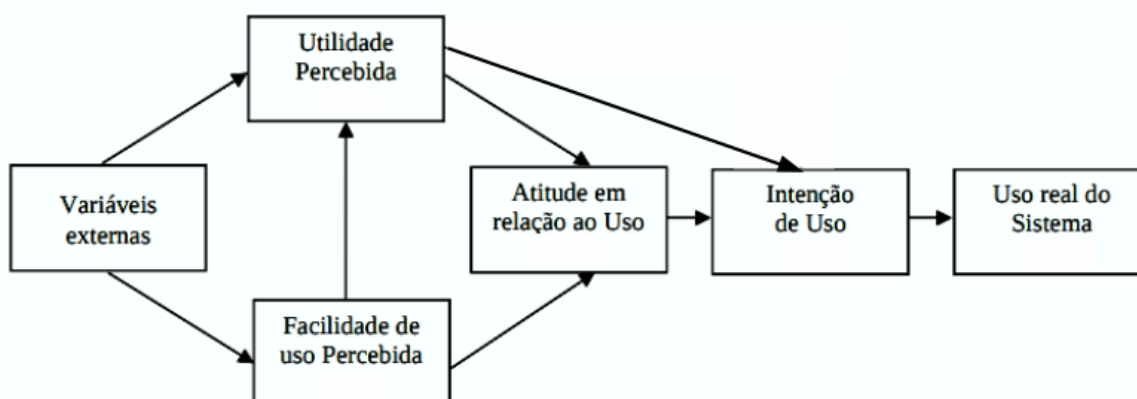 Utilidade
Percebida
Variáveis
externas
Atitude em
relação ao Uso
Intenção
de Uso
Uso real do
Sistema
Facilidade de
uso Percebida